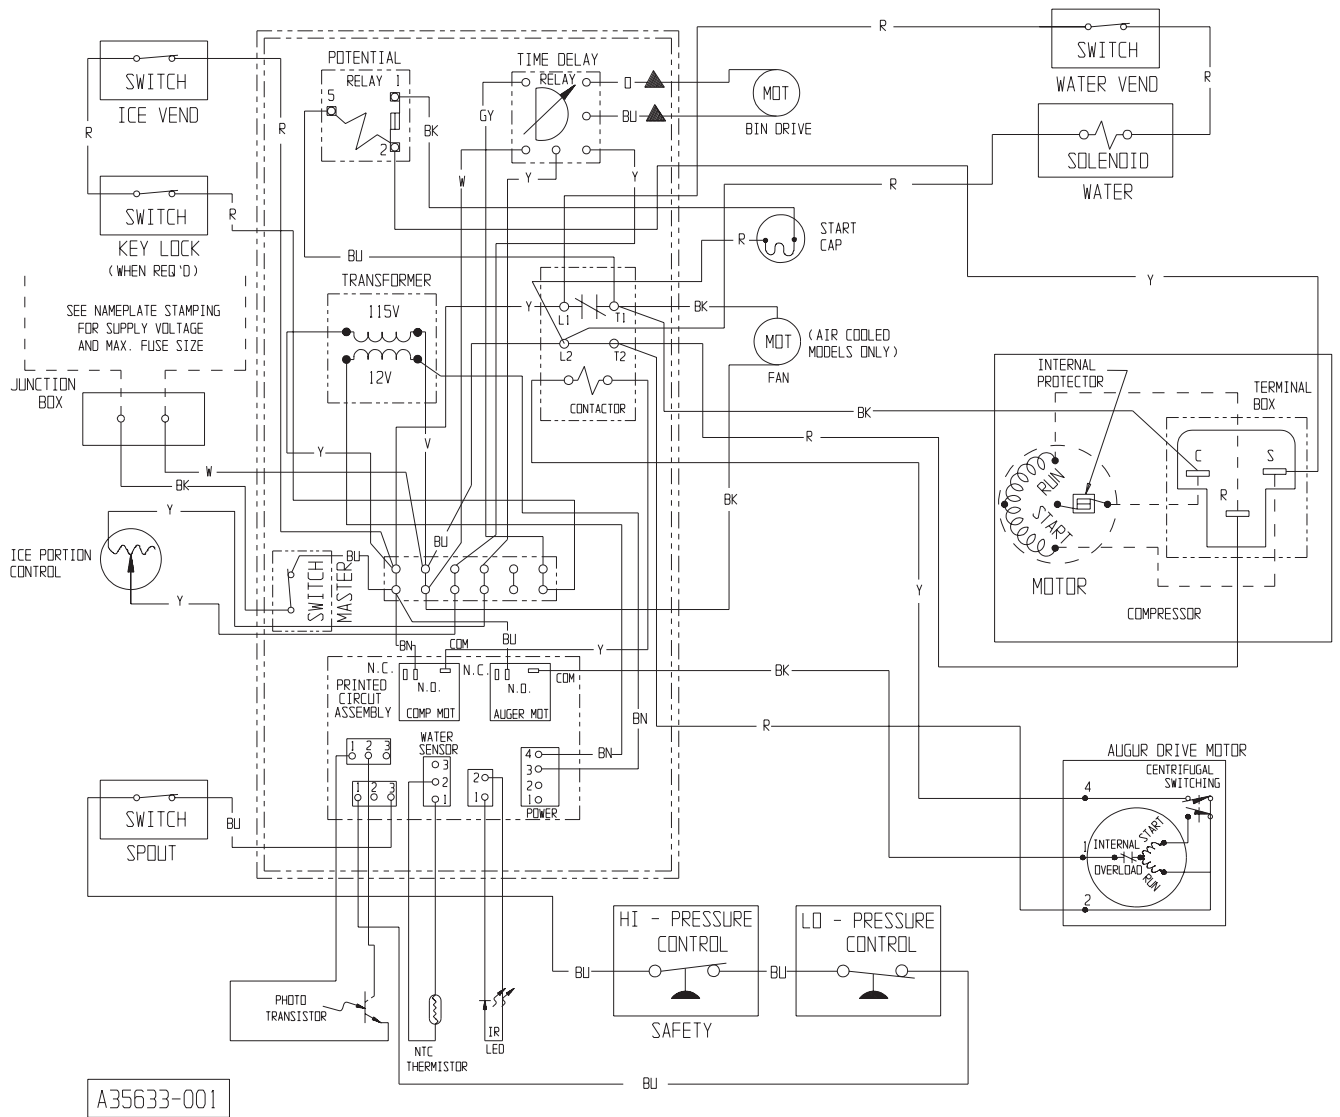 R
SWITCH
ICE VEND
R
R
SWITCH
R
KEY LOCK
(WHEN REQ'D)
SEE NAMEPLATE STAMPING
FOR SUPPLY VOLTAGE
AND MAX. FUSE SIZE
JUNCTION
BOX
W
BK
Y
ICE PORTION
CONTROL
Y
POTENTIAL
RELAY 1
5
2
BK
BU
TIME DELAY
RELAY
GY
W
Y
Y
O
BU
MOT
BIN DRIVE
TRANSFORMER
115V
12V
Y
V
Y
L1
T1
L2
T2
CONTACTOR
BK
MOT
FAN
(AIR COOLED
MODELS ONLY)
R
START
CAP
R
SWITCH
WATER VEND
R
SOLENOID
WATER
R
Y
INTERNAL
PROTECTOR
TERMINAL
BOX
C
S
R
RUN
START
MOTOR
COMPRESSOR
BK
R
BK
Y
BU
BU
SWITCH
MASTER
BN
COM
BU
Y
N.C.
N.O.
COMP MOT
N.C.
N.O.
COM
AUGER MOT
PRINTED
CIRCUT
ASSEMBLY
BK
BN
R
1 2 3
1 2 3
WATER
SENSOR
3
2
1
2
1
4
3
2
1
POWER
BN
SWITCH
SPOUT
BU
AUGUR DRIVE MOTOR
CENTRIFUGAL
SWITCHING
4
1
2
INTERNAL
OVERLOAD
START
RUN
HI - PRESSURE
CONTROL
SAFETY
LO - PRESSURE
CONTROL
BU
BU
BU
PHOTO
TRANSISTOR
NTC
THERMISTOR
IR
LED
A35633-001